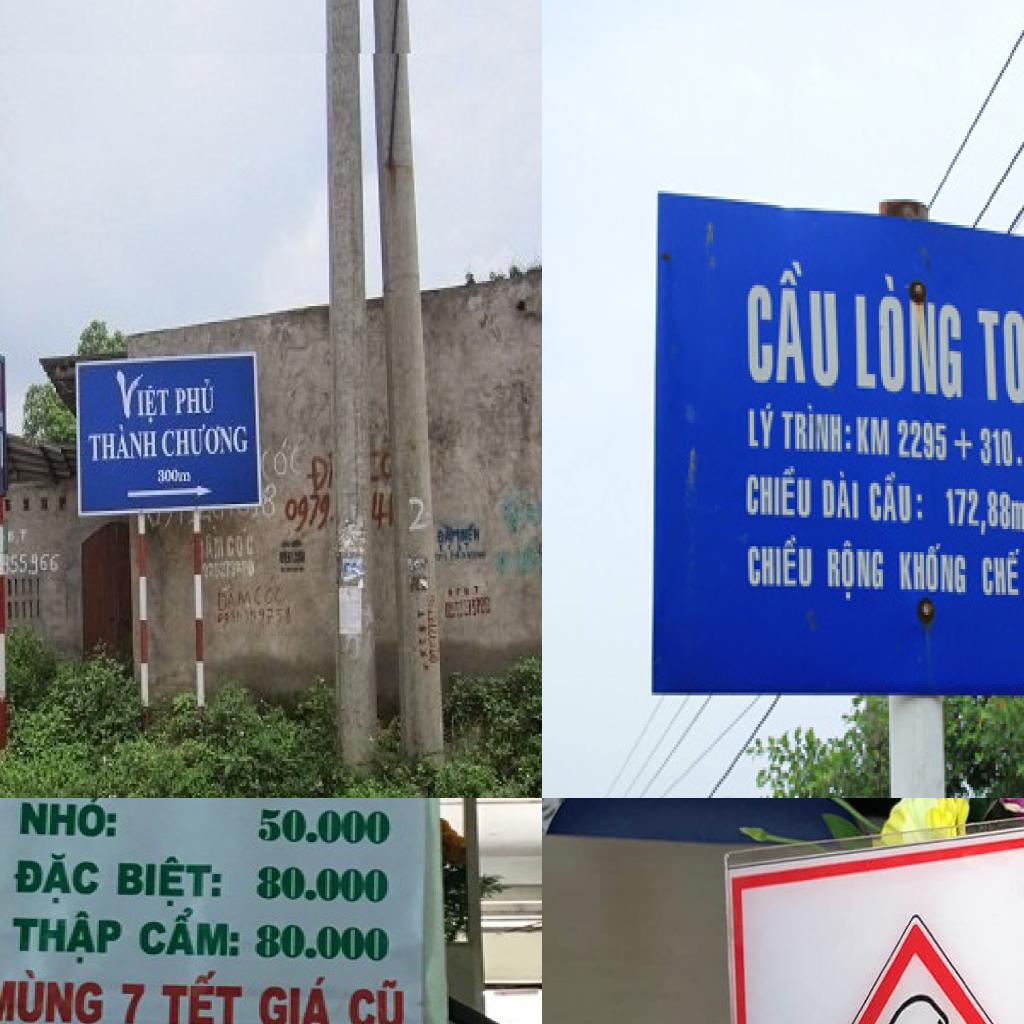 VIỆT PHỦ
THÀNH CHƯƠNG
300m
2
CẦU LÒNG TO
LÝ TRÌNH: KM 2295 + 310.
CHIỀU DÀI CẦU: 172,88m
CHIỀU RỘNG KHỐNG CHẾ
NHỎ: 50.000
ĐẶC BIỆT: 80.000
THẬP CẨM: 80.000
MÙNG 7 TẾT GIÁ CŨ